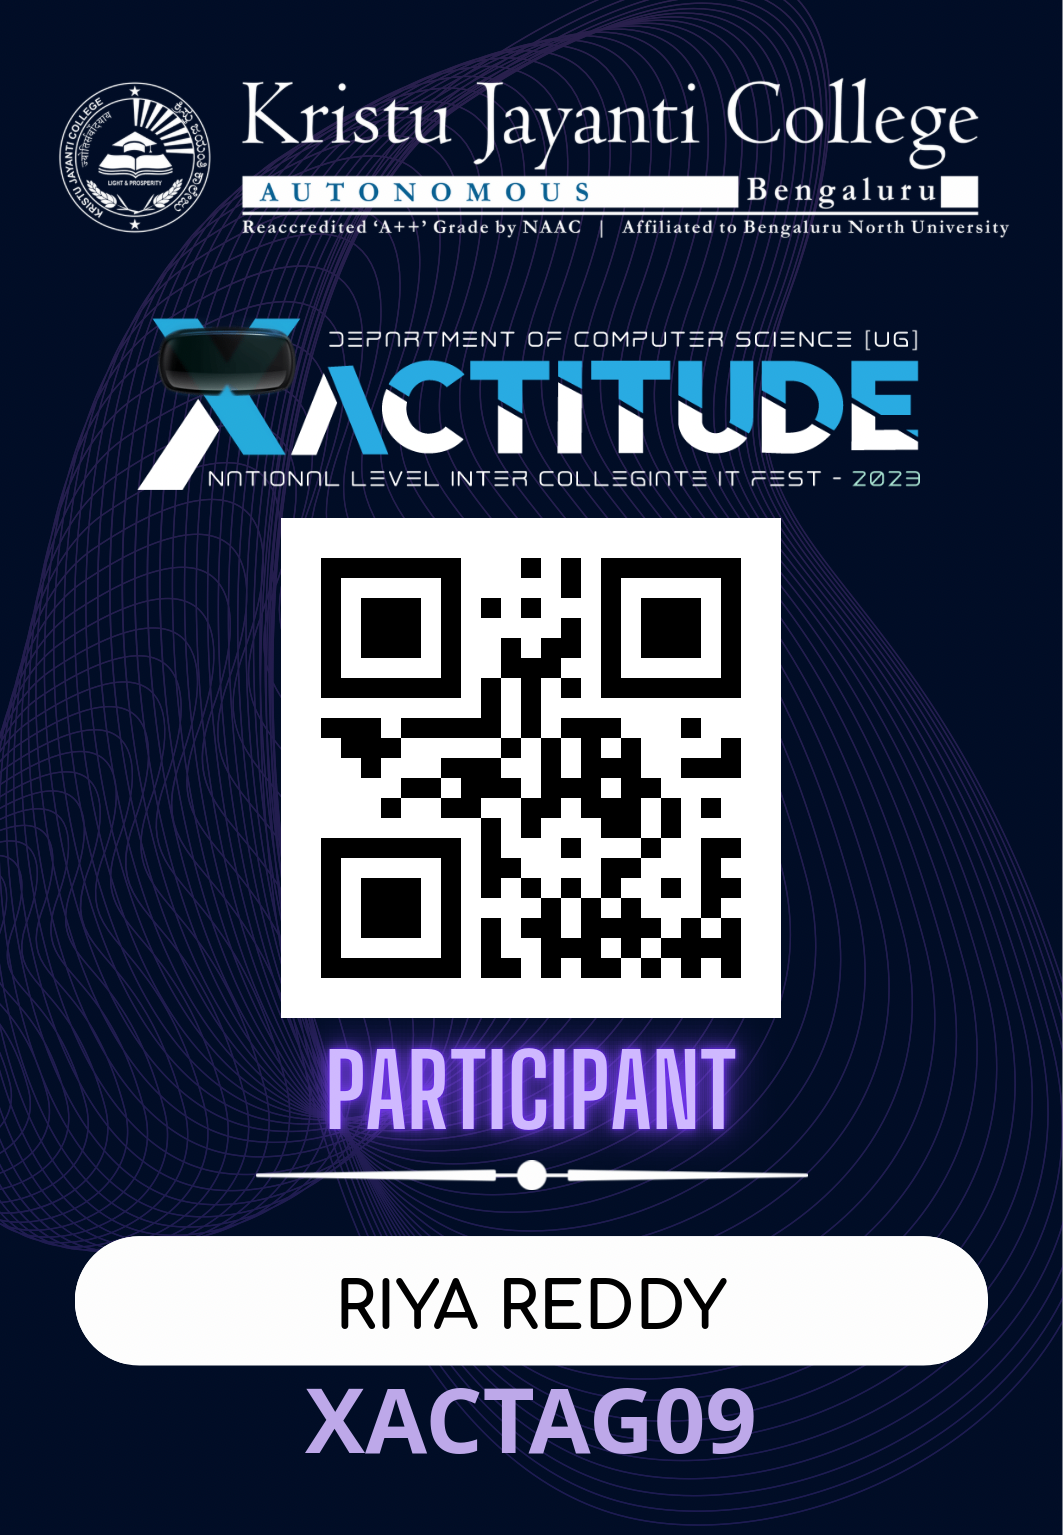 KRISTU JAYANTI COLLEGE
ज्योतिसंवोदयाय
LIGHT & PROSPERITY
Kristu Jayanti College
AUTONOMOUS Bengaluru
Reaccredited ‘A++’ Grade by NAAC | Affiliated to Bengaluru North University
DEPARTMENT OF COMPUTER SCIENCE [UG]
XACTITUDE
NATIONAL LEVEL INTER COLLEGIATE IT FEST - 2023
PARTICIPANT
RIYA REDDY
XACTAG09